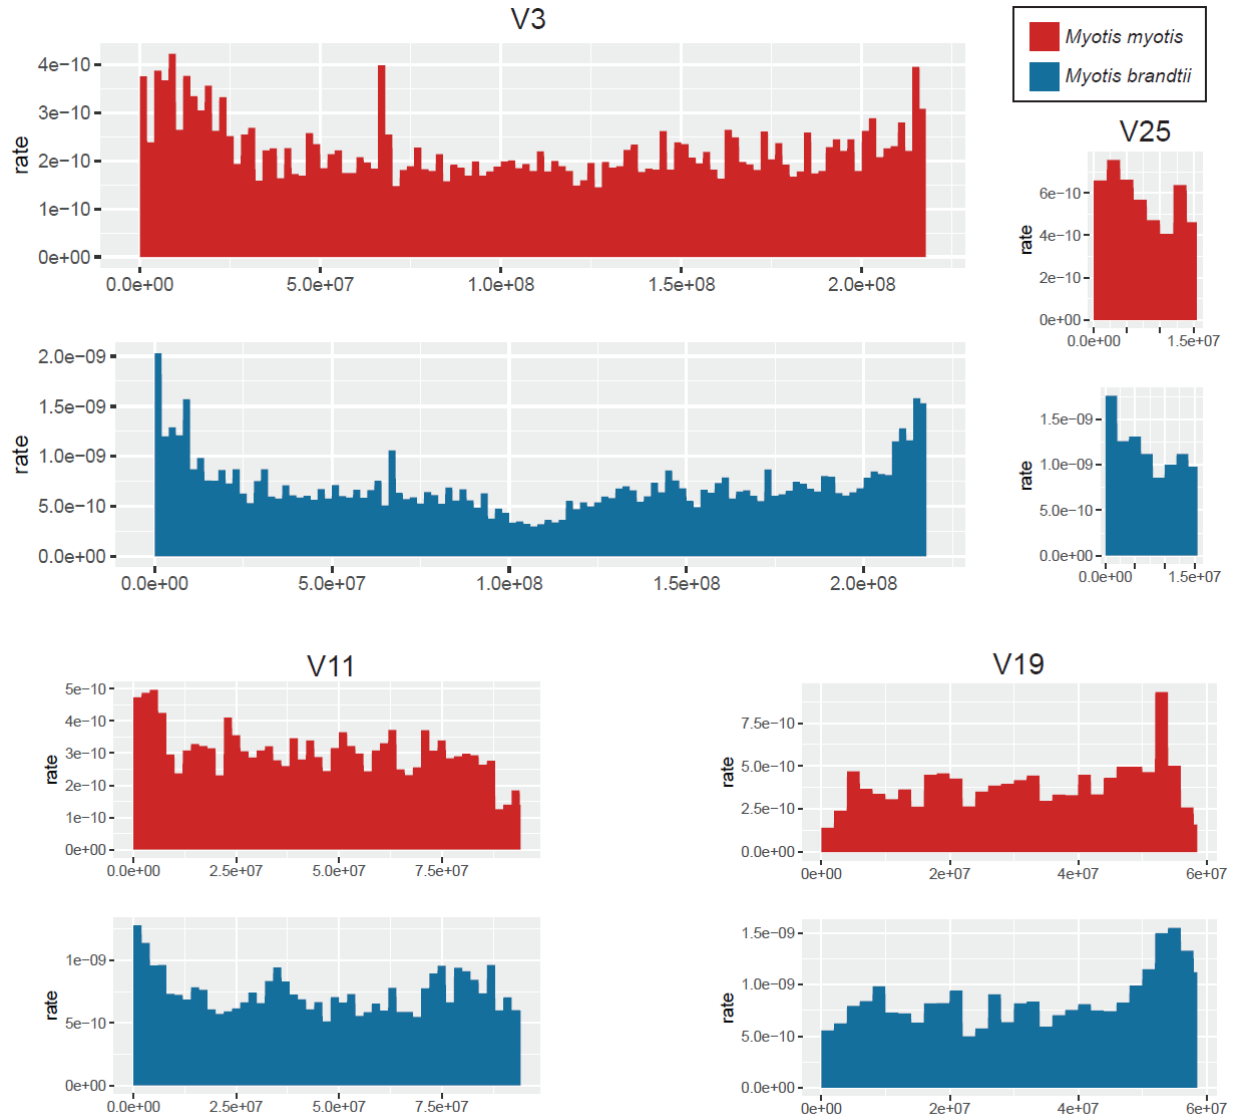 V3
Myotis myotis
Myotis brandtii
rate
4e−10
3e−10
2e−10
1e−10
0e+00
0.0e+00 5.0e+07 1.0e+08 1.5e+08 2.0e+08
V25
rate
6e−10
4e−10
2e−10
0e+00
0.0e+00 1.5e+07
rate
2.0e−09
1.5e−09
1.0e−09
5.0e−10
0.0e+00
0.0e+00 5.0e+07 1.0e+08 1.5e+08 2.0e+08
rate
1.5e−09
1.0e−09
5.0e−10
0.0e+00
0.0e+00 1.5e+07
V11
rate
5e−10
4e−10
3e−10
2e−10
1e−10
0e+00
0.0e+00 2.5e+07 5.0e+07 7.5e+07
V19
rate
7.5e−10
5.0e−10
2.5e−10
0.0e+00
0e+00 2e+07 4e+07 6e+07
rate
1e−09
5e−10
0e+00
0.0e+00 2.5e+07 5.0e+07 7.5e+07
rate
1.5e−09
1.0e−09
5.0e−10
0.0e+00
0e+00 2e+07 4e+07 6e+07